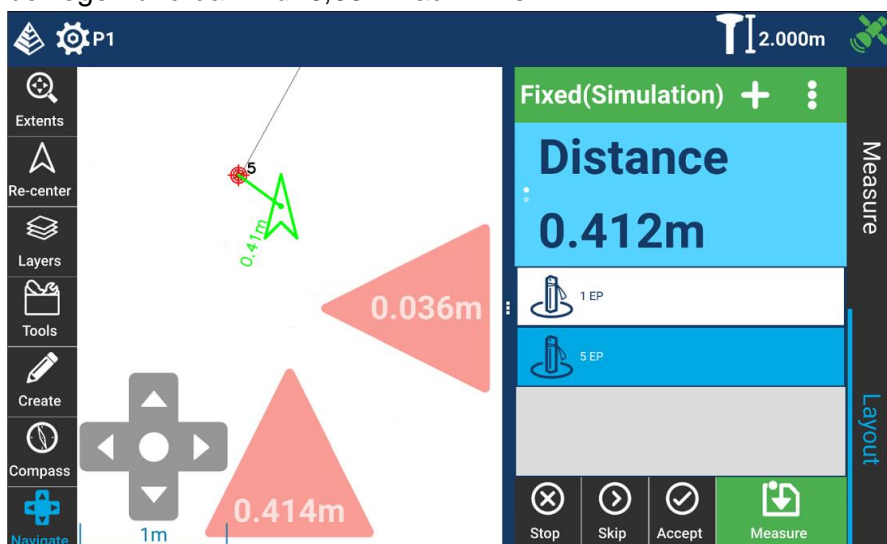 P1
2.000m
Extents
Re-center
Layers
Tools
Create
Compass
Navigate
5
0.41m
0.036m
0.414m
1m
Fixed(Simulation)
Distance
0.412m
1 EP
5 EP
Stop
Skip
Accept
Measure
Measure
Layout